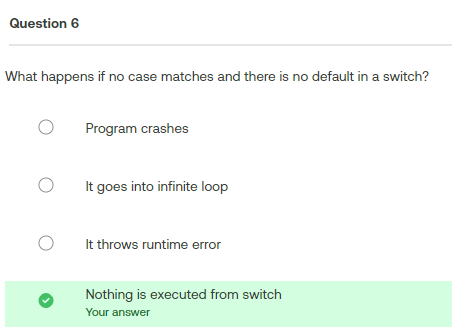 Question 6
What happens if no case matches and there is no default in a switch?
Program crashes
It goes into infinite loop
It throws runtime error
Nothing is executed from switch
Your answer